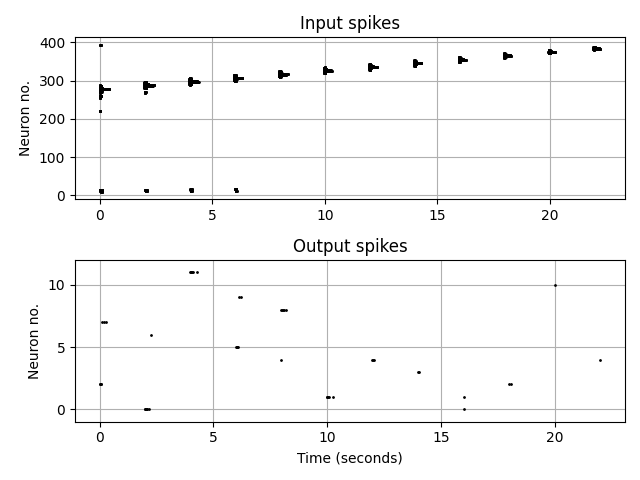 Input spikes
400
300
200
100
0
Neuron no.
0 5 10 15 20
Output spikes
10
5
0
Neuron no.
0 5 10 15 20
Time (seconds)